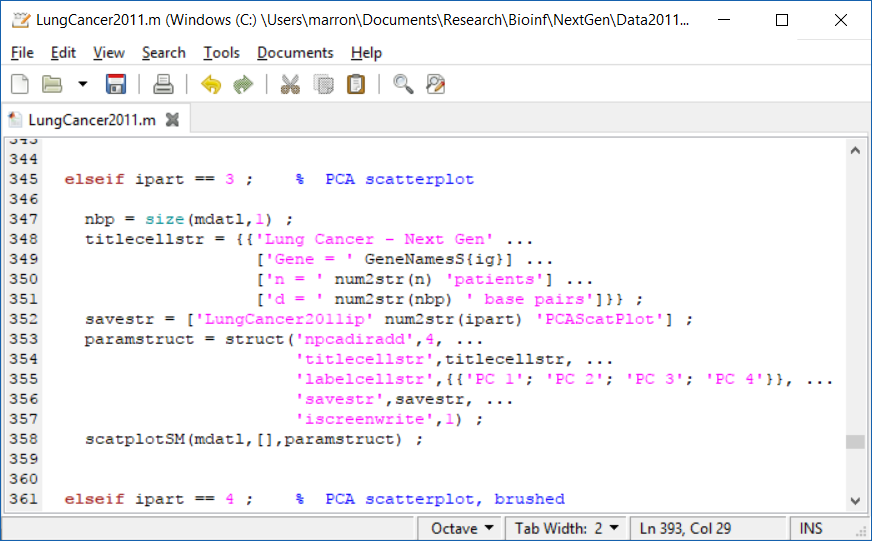 LungCancer2011.m (Windows (C:) \Users\marron\Documents\Research\Bioinf\NextGen\Data2011...
File Edit View Search Tools Documents Help
LungCancer2011.m
343
344
345 elseif ipart == 3 ; % PCA scatterplot
346
347 nbp = size(mdatl,1) ;
348 titlecellstr = {{'Lung Cancer - Next Gen' ...
349 ['Gene = ' GeneNamesS{ig}] ...
350 ['n = ' num2str(n) 'patients'] ...
351 ['d = ' num2str(nbp) ' base pairs']}} ;
352 savestr = ['LungCancer2011ip' num2str(ipart) 'PCAScatPlot'] ;
353 paramstruct = struct('npcadiradd',4, ...
354 'titlecellstr',titlecellstr, ...
355 'labelcellstr',{{'PC 1'; 'PC 2'; 'PC 3'; 'PC 4'}}, ...
356 'savestr',savestr, ...
357 'iscreenwrite',1) ;
358 scatplotSM(mdatl,[],paramstruct) ;
359
360
361 elseif ipart == 4 ; % PCA scatterplot, brushed
Octave Tab Width: 2 Ln 393, Col 29 INS